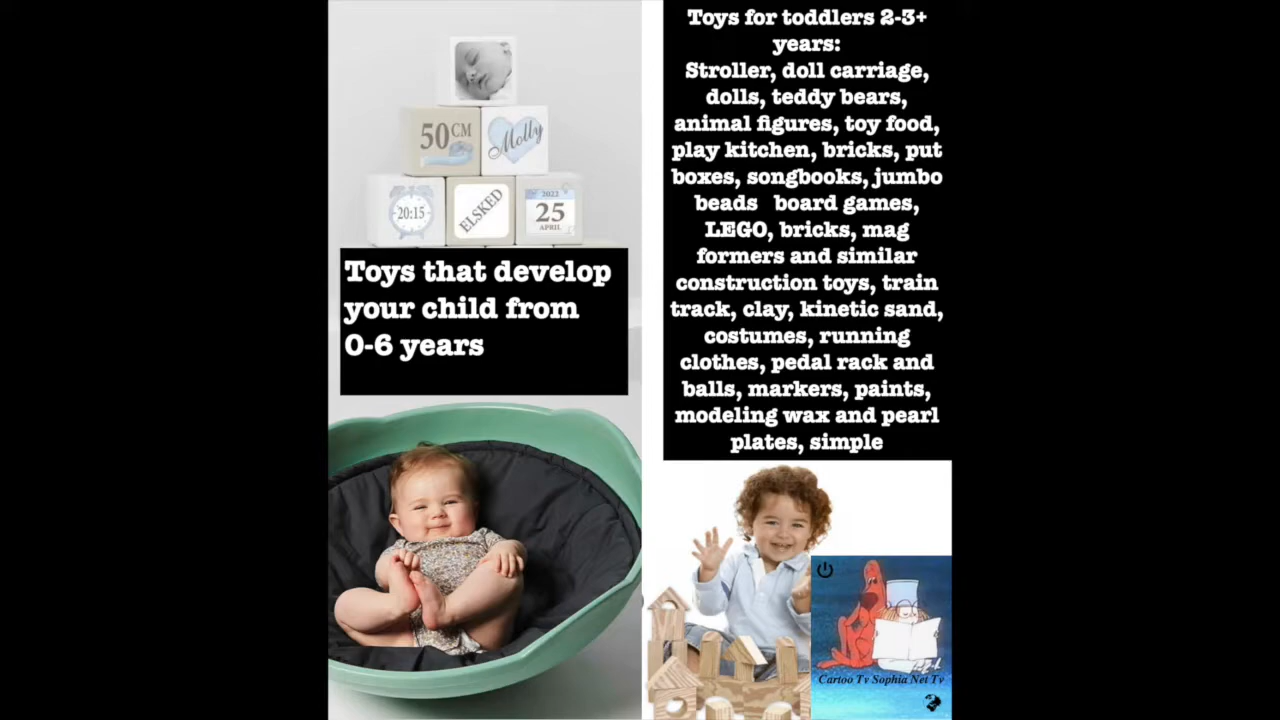 50 CM
Molly
20:15
ELSKED
2022
25
APRIL
Toys that develop
your child from
0-6 years
Toys for toddlers 2-3+
years:
Stroller, doll carriage,
dolls, teddy bears,
animal figures, toy food,
play kitchen, bricks, put
boxes, songbooks, jumbo
beads board games,
LEGO, bricks, mag
formers and similar
construction toys, train
track, clay, kinetic sand,
costumes, running
clothes, pedal rack and
balls, markers, paints,
modeling wax and pearl
plates, simple
Cartoo Tv Sophia Net Tv